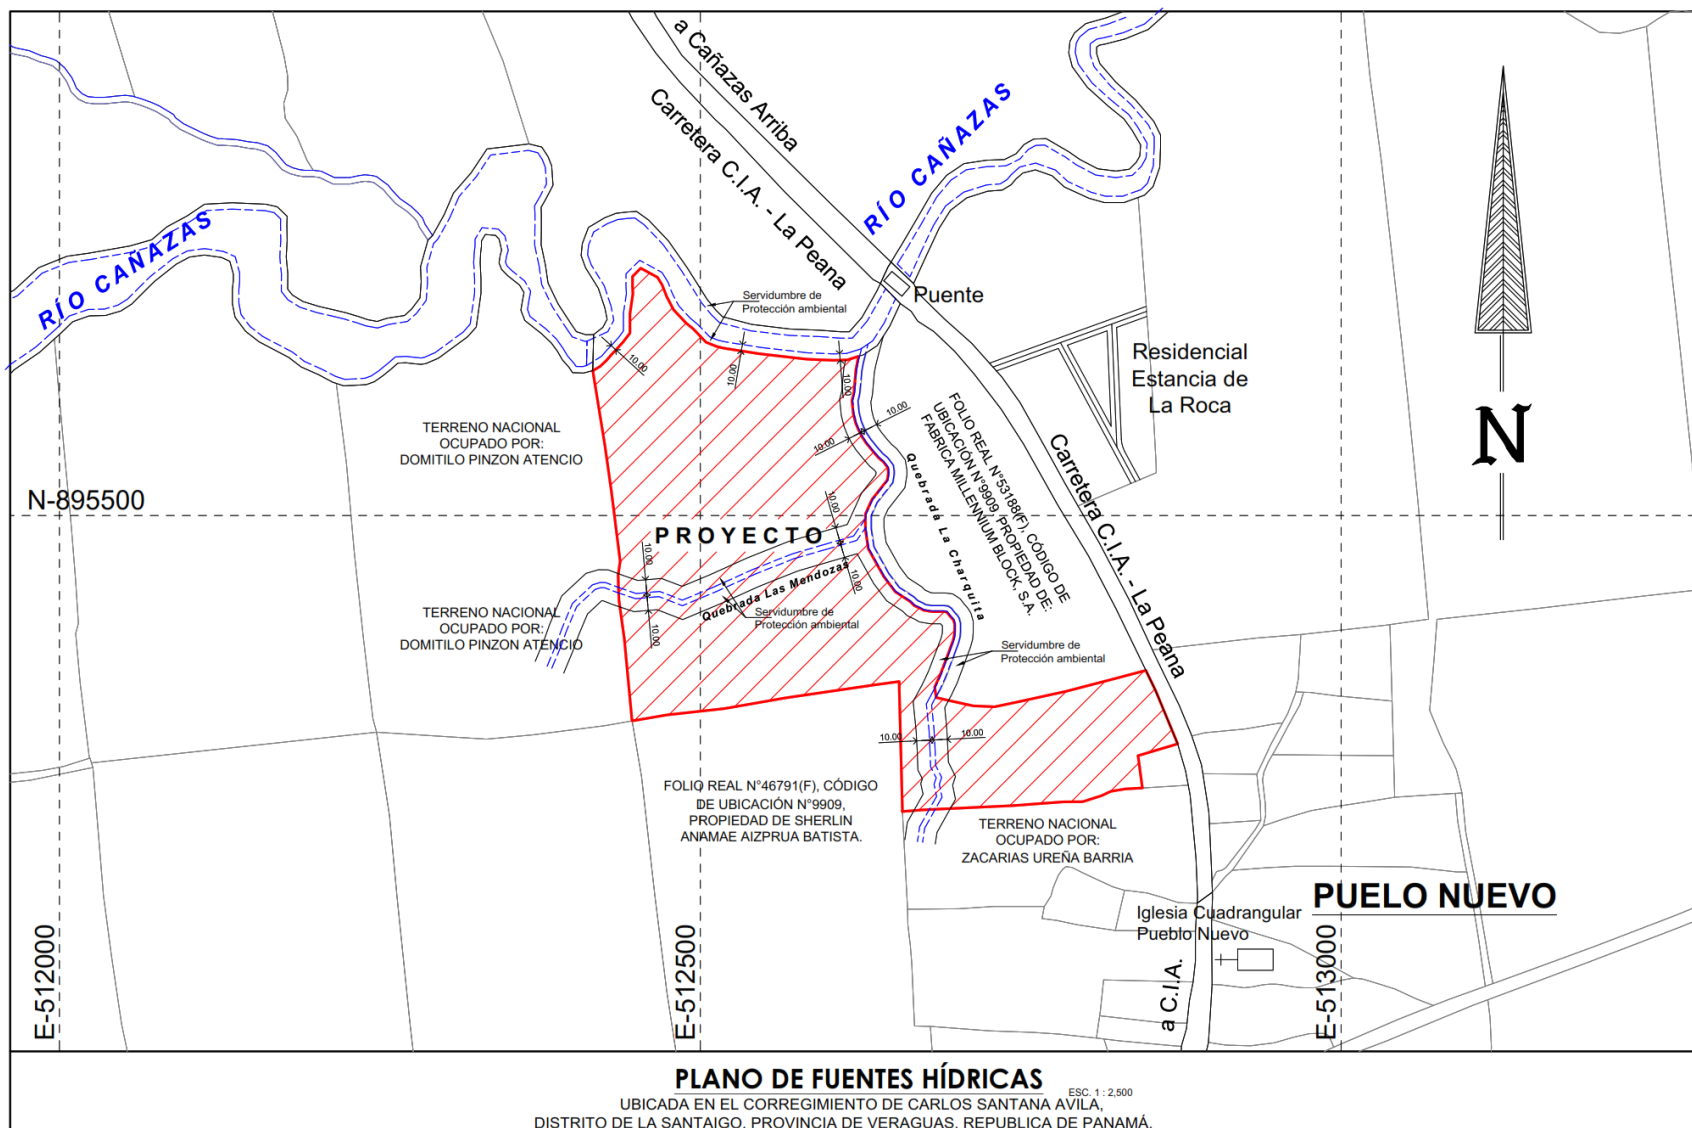 a Cañazas Arriba
Carretera C.I.A. - La Peana
RÍO CAÑAZAS
RÍO CAÑAZAS
Puente
Servidumbre de
Protección ambiental
Residencial
Estancia de
La Roca
N
10.00
10.00
10.00
10.00
10.00
FOLIO REAL N°53188(F), CÓDIGO DE
UBICACIÓN N°9909, PROPIEDAD DE:
FABRICA MILLENNIUM BLOCK, S.A.
Carretera C.I.A. - La Peana
TERRENO NACIONAL
OCUPADO POR:
DOMITILO PINZON ATENCIO
Quebrada La Charquita
N-895500
PROYECTO
10.00
10.00
10.00
10.00
Quebrada Las Mendozas
Servidumbre de
Protección ambiental
TERRENO NACIONAL
OCUPADO POR:
DOMITILO PINZON ATENCIO
Servidumbre de
Protección ambiental
10.00
10.00
FOLIO REAL N°46791(F), CÓDIGO
DE UBICACIÓN N°9909,
PROPIEDAD DE SHERLIN
ANAMAE AIZPRUA BATISTA.
TERRENO NACIONAL
OCUPADO POR:
ZACARIAS UREÑA BARRIA
PUELO NUEVO
Iglesia Cuadrangular
Pueblo Nuevo
a C.I.A.
E-512000
E-512500
E-513000
PLANO DE FUENTES HÍDRICAS
ESC. 1 : 2,500
UBICADA EN EL CORREGIMIENTO DE CARLOS SANTANA AVILA,
DISTRITO DE LA SANTAIGO, PROVINCIA DE VERAGUAS, REPUBLICA DE PANAMÁ.